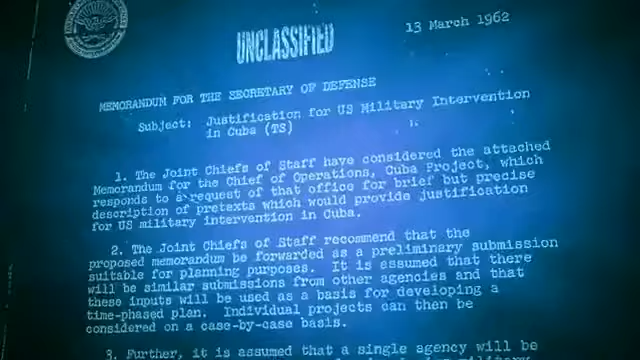 UNCLASSIFIED
13 March 1962
MEMORANDUM FOR THE SECRETARY OF DEFENSE
Subject: Justification for US Military Intervention
in Cuba (TS)
1. The Joint Chiefs of Staff have considered the attached
Memorandum for the Chief of Operations, Cuba Project, which
responds to a request of that office for brief but precise
description of pretexts which would provide justification
for US military intervention in Cuba.
2. The Joint Chiefs of Staff recommend that the
proposed memorandum be forwarded as a preliminary submission
suitable for planning purposes. It is assumed that there
will be similar submissions from other agencies and that
these inputs will be used as a basis for developing a
time-phased plan. Individual projects can then be
considered on a case-by-case basis.
3. Further, it is assumed that a single agency will be